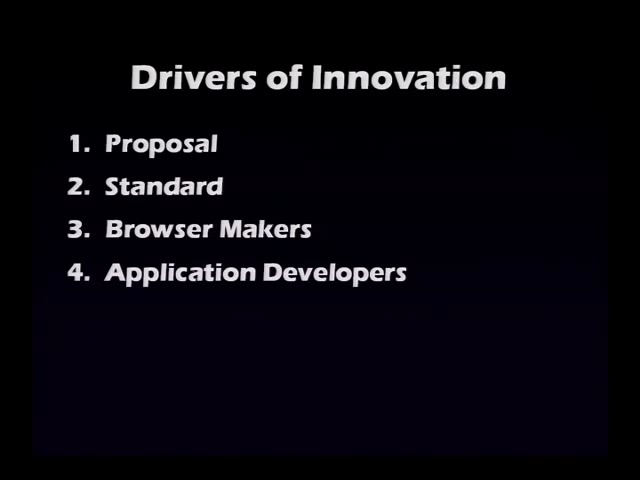 Drivers of Innovation
1. Proposal
2. Standard
3. Browser Makers
4. Application Developers